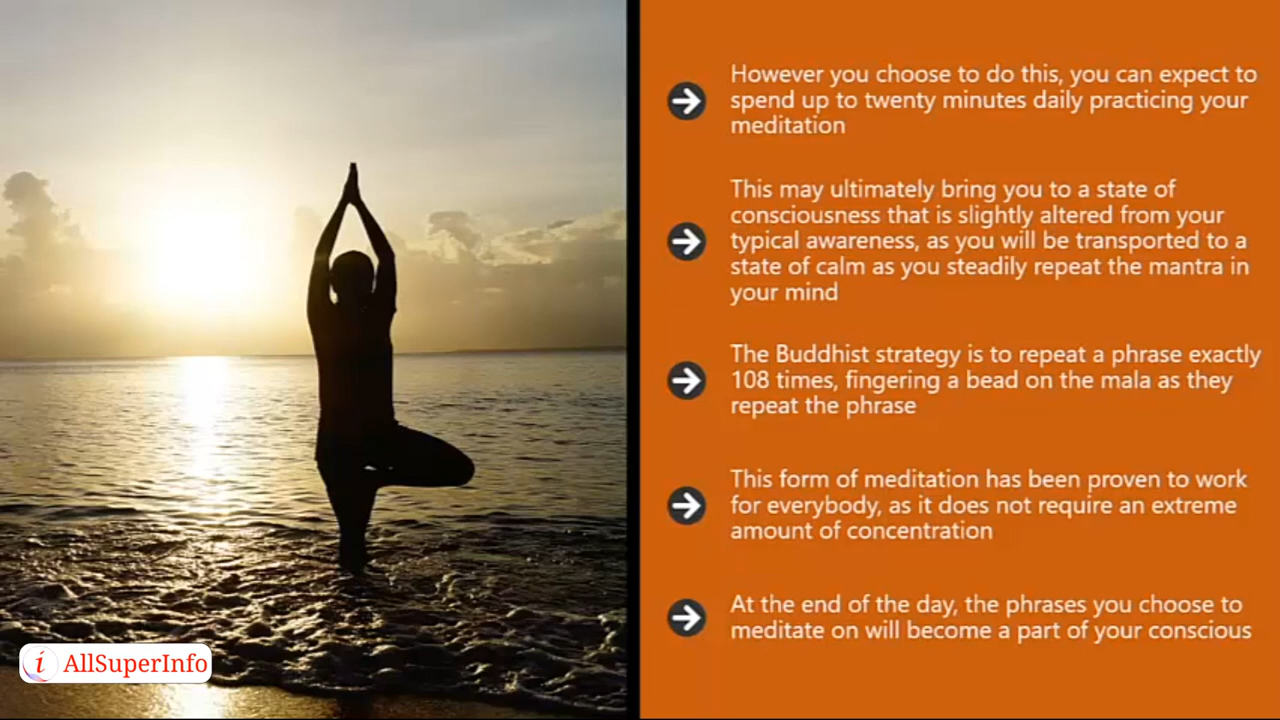 However you choose to do this, you can expect to
spend up to twenty minutes daily practicing your
meditation
This may ultimately bring you to a state of
consciousness that is slightly altered from your
typical awareness, as you will be transported to a
state of calm as you steadily repeat the mantra in
your mind
The Buddhist strategy is to repeat a phrase exactly
108 times, fingering a bead on the mala as they
repeat the phrase
This form of meditation has been proven to work
for everybody, as it does not require an extreme
amount of concentration
At the end of the day, the phrases you choose to
meditate on will become a part of your conscious
i AllSuperInfo